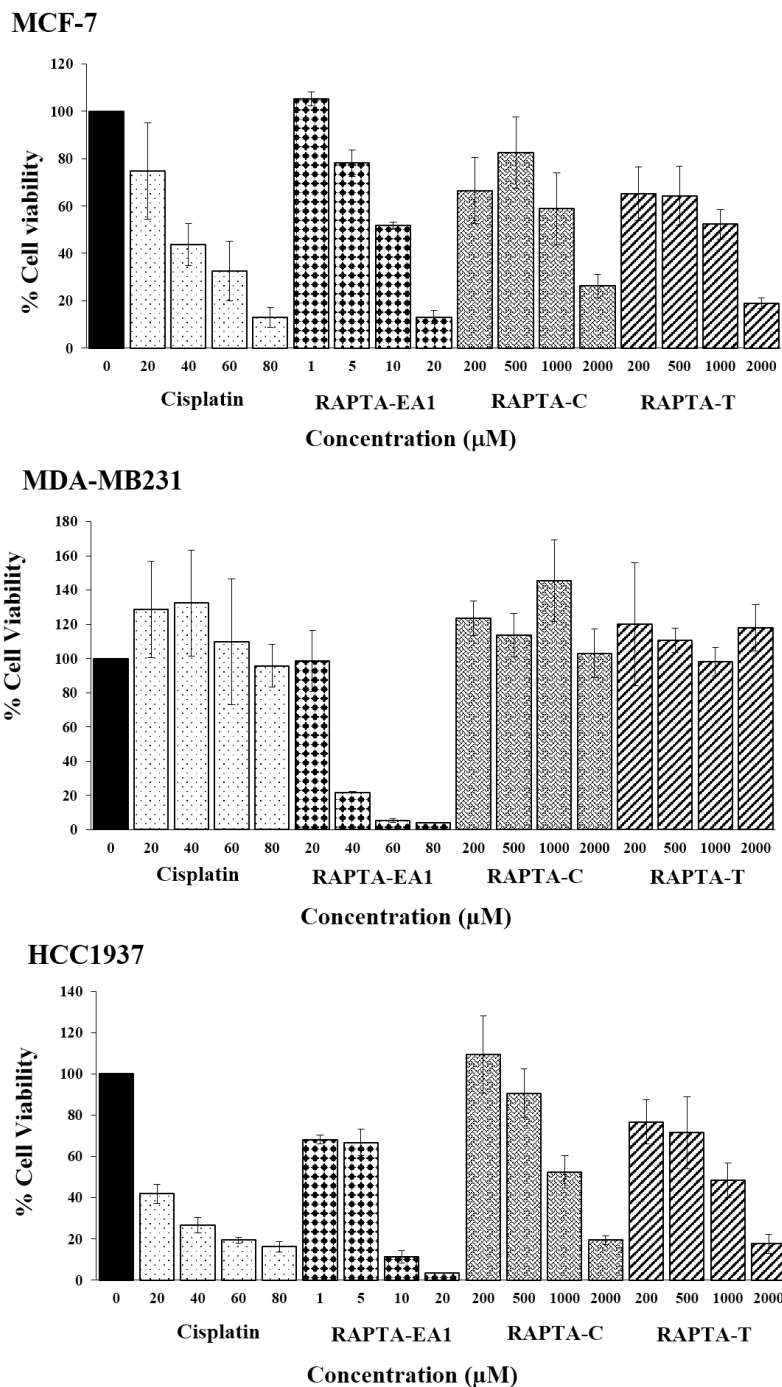 MCF-7
120
100
80
60
40
20
0
% Cell viability
0 20 40 60 80 1 5 10 20 200 500 1000 2000 200 500 1000 2000
Cisplatin RAPTA-EA1 RAPTA-C RAPTA-T
Concentration (μM)
MDA-MB231
180
160
140
120
100
80
60
40
20
0
% Cell Viability
0 20 40 60 80 20 40 60 80 200 500 1000 2000 200 500 1000 2000
Cisplatin RAPTA-EA1 RAPTA-C RAPTA-T
Concentration (μM)
HCC1937
140
120
100
80
60
40
20
0
% Cell Viability
0 20 40 60 80 1 5 10 20 200 500 1000 2000 200 500 1000 2000
Cisplatin RAPTA-EA1 RAPTA-C RAPTA-T
Concentration (μM)